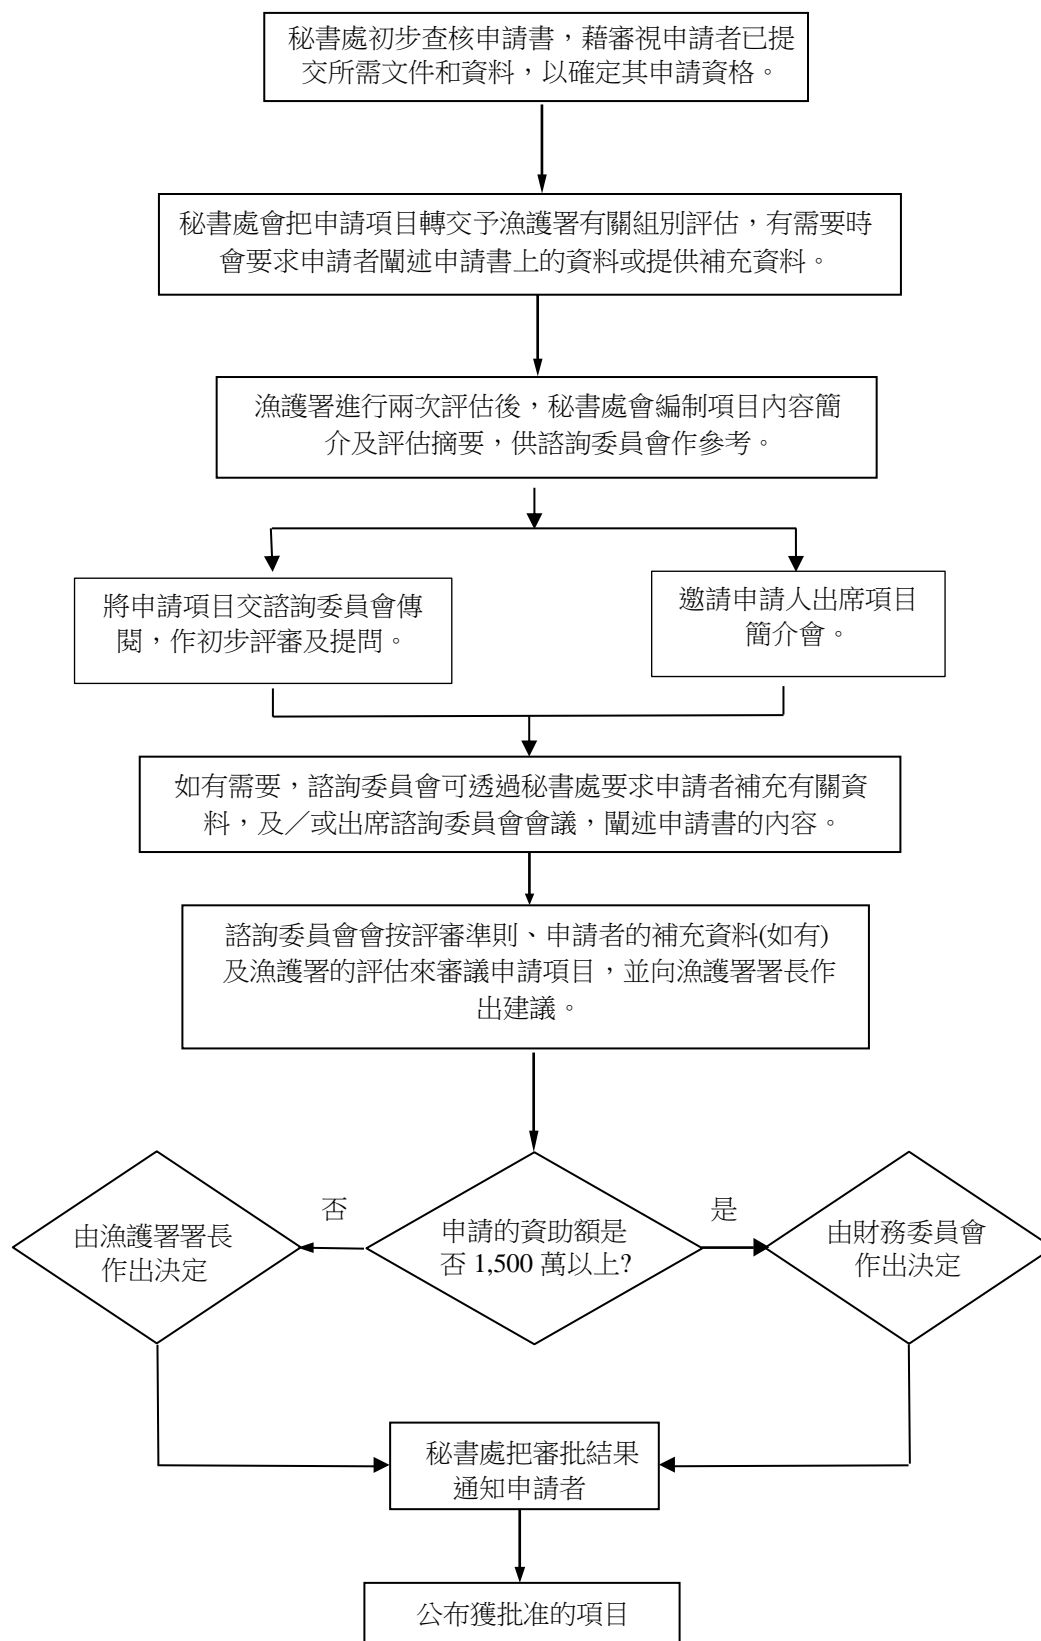 秘書處初步查核申請書，藉審視申請者已提
交所需文件和資料，以確定其申請資格。
秘書處會把申請項目轉交予漁護署有關組別評估，有需要時
會要求申請者闡述申請書上的資料或提供補充資料。
漁護署進行兩次評估後，秘書處會編制項目內容簡
介及評估摘要，供諮詢委員會作參考。
將申請項目交諮詢委員會傳
閱，作初步評審及提問。
邀請申請人出席項目
簡介會。
如有需要，諮詢委員會可透過秘書處要求申請者補充有關資
料，及／或出席諮詢委員會會議，闡述申請書的內容。
諮詢委員會會按評審準則、申請者的補充資料(如有)
及漁護署的評估來審議申請項目，並向漁護署署長作
出建議。
否
是
由漁護署署長
作出決定
申請的資助額是
否 1,500 萬以上?
由財務委員會
作出決定
秘書處把審批結果
通知申請者
公布獲批准的項目